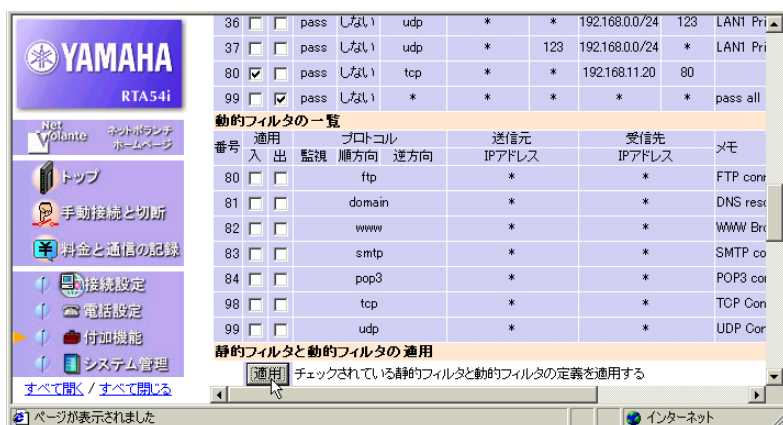 YAMAHA
RTA54i
Net Volante ネットボランチ ホームページ
トップ
手動接続と切断
料金と通信の記録
接続設定
電話設定
付加機能
システム管理
すべて開く / すべて閉じる
36 pass しない udp * * 192.168.0.0/24 123 LAN1 Pri
37 pass しない udp * 123 192.168.0.0/24 * LAN1 Pri
80 pass しない tcp * * 192.168.11.20 80
99 pass しない * * * * * pass all
動的フィルタの一覧
番号 適用 プロトコル 送信元 受信先 メモ
入 出 監視 順方向 逆方向 IPアドレス IPアドレス
80 ftp * * FTP conn
81 domain * * DNS reso
82 www * * WWW Bro
83 smtp * * SMTP co
84 pop3 * * POP3 con
98 tcp * * TCP Con
99 udp * * UDP Con
静的フィルタと動的フィルタの適用
適用 チェックされている静的フィルタと動的フィルタの定義を適用する
ページが表示されました インターネット